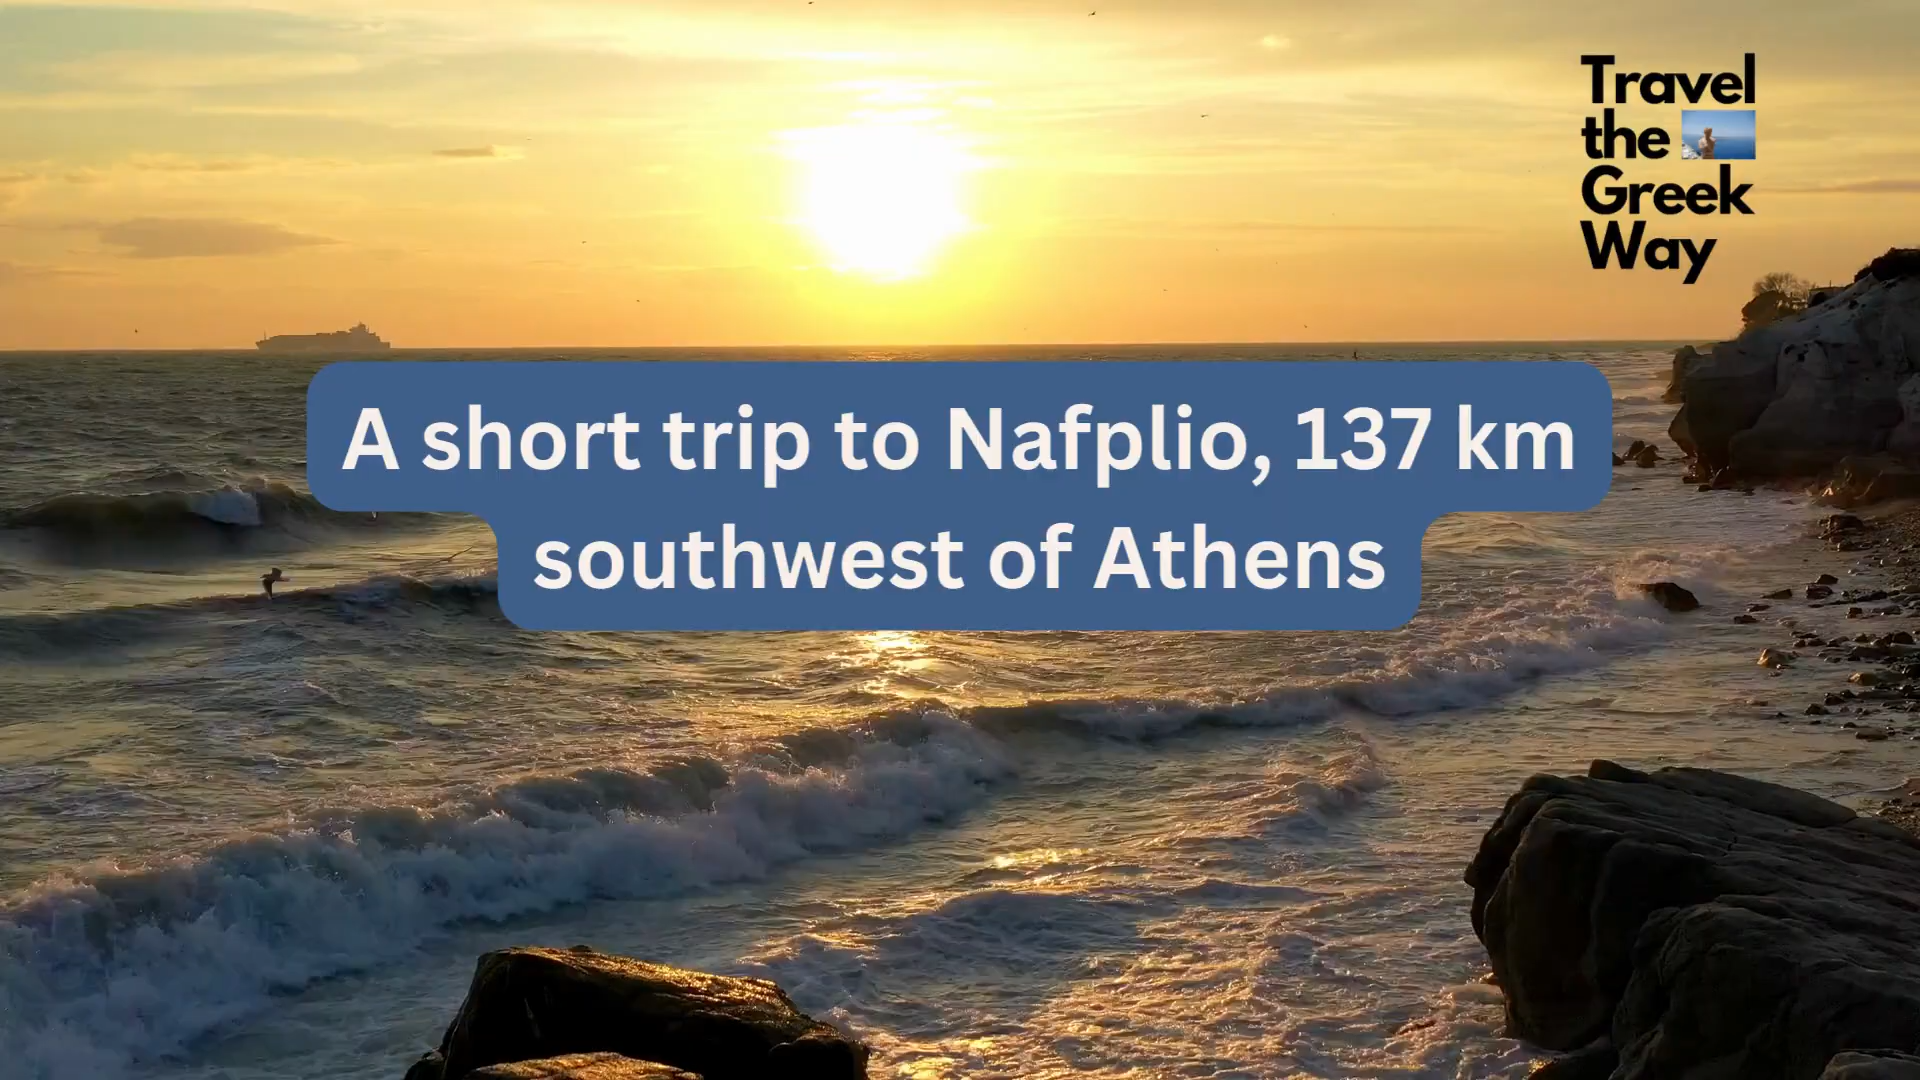 Travel
the
Greek
Way
A short trip to Nafplio, 137 km
southwest of Athens